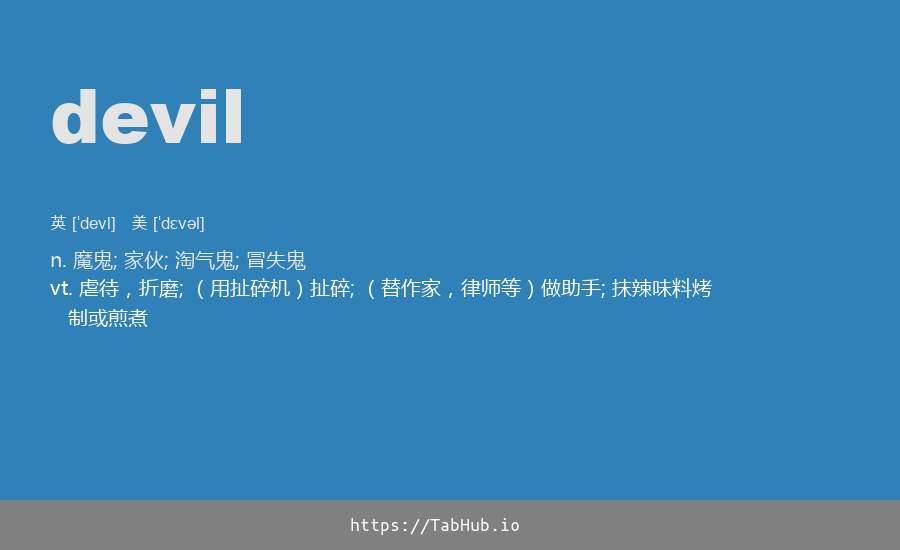 devil
英 ['devl] 美 ['dɛvəl]
n. 魔鬼; 家伙; 淘气鬼; 冒失鬼
vt. 虐待，折磨; （用扯碎机）扯碎; （替作家，律师等）做助手; 抹辣味料烤
制或煎煮
https://TabHub.io